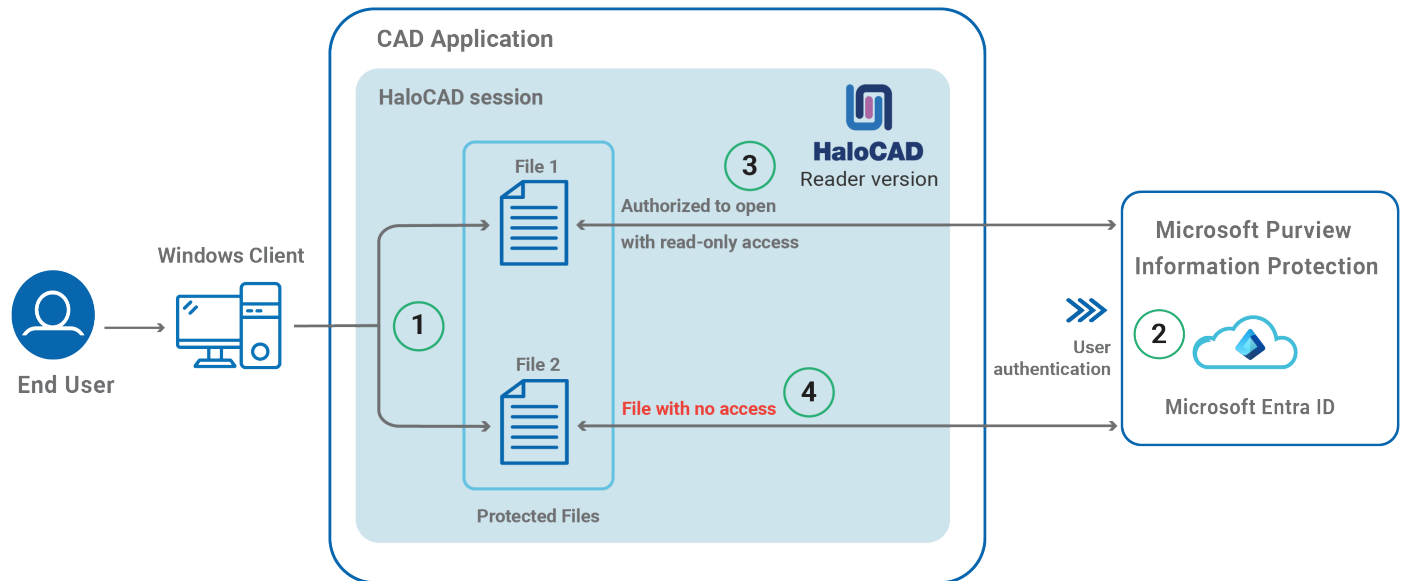 CAD Application
HaloCAD session
HaloCAD
Reader version
File 1
3
Authorized to open
with read-only access
Microsoft Purview
Information Protection
Windows Client
1
2
User
authentication
End User
File 2
4
File with no access
Microsoft Entra ID
Protected Files